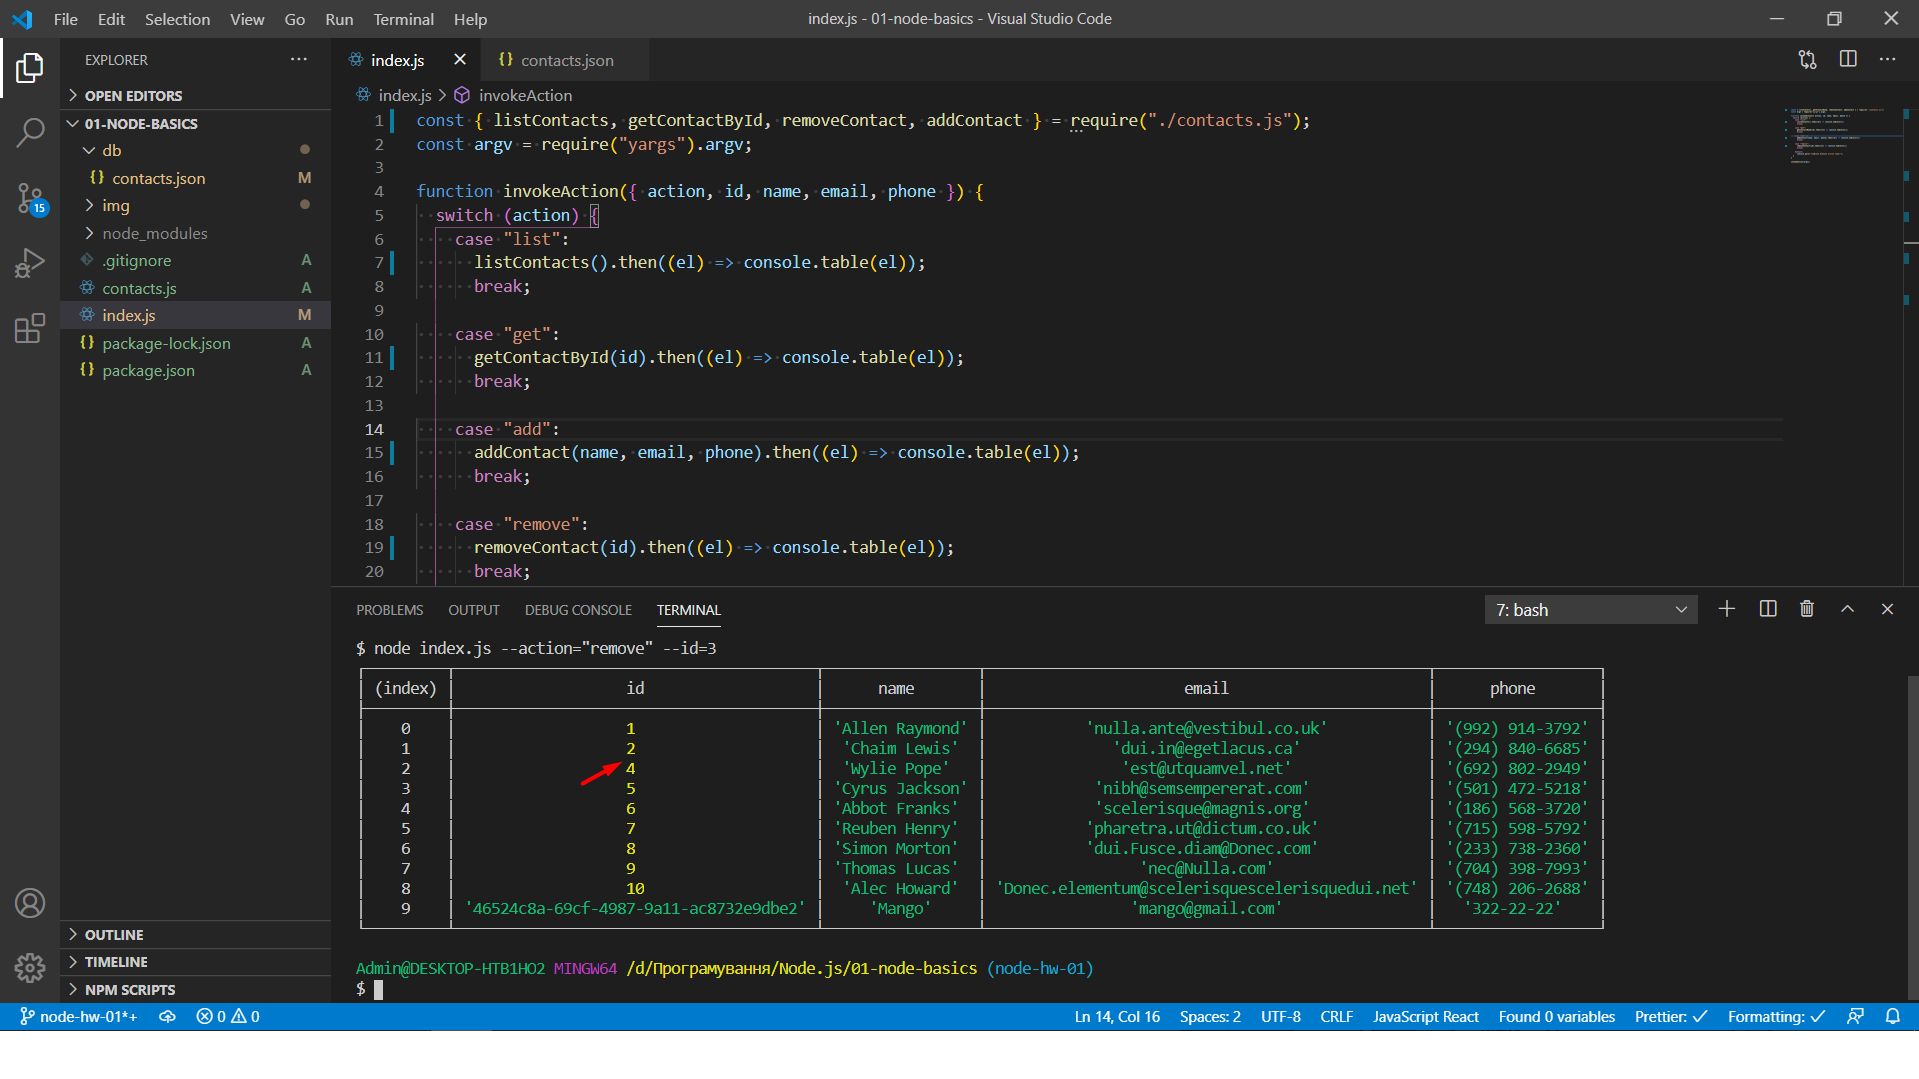 File Edit Selection View Go Run Terminal Help
index.js - 01-node-basics - Visual Studio Code
EXPLORER
OPEN EDITORS
01-NODE-BASICS
db
contacts.json M
img
node_modules
.gitignore A
contacts.js A
index.js M
package-lock.json A
package.json A
OUTLINE
TIMELINE
NPM SCRIPTS
15
index.js contacts.json
index.js > invokeAction
1 const { listContacts, getContactById, removeContact, addContact } = require("./contacts.js");
2 const argv = require("yargs").argv;
3
4 function invokeAction({ action, id, name, email, phone }) {
5 switch (action) {
6 case "list":
7 listContacts().then((el) => console.table(el));
8 break;
9
10 case "get":
11 getContactById(id).then((el) => console.table(el));
12 break;
13
14 case "add":
15 addContact(name, email, phone).then((el) => console.table(el));
16 break;
17
18 case "remove":
19 removeContact(id).then((el) => console.table(el));
20 break;
PROBLEMS OUTPUT DEBUG CONSOLE TERMINAL
7: bash
$ node index.js --action="remove" --id=3
(index) id name email phone
0 1 'Allen Raymond' 'nulla.ante@vestibul.co.uk' '(992) 914-3792'
1 2 'Chaim Lewis' 'dui.in@egetlacus.ca' '(294) 840-6685'
2 4 'Wylie Pope' 'est@utquamvel.net' '(692) 802-2949'
3 5 'Cyrus Jackson' 'nibh@semsempererat.com' '(501) 472-5218'
4 6 'Abbot Franks' 'scelerisque@magnis.org' '(186) 568-3720'
5 7 'Reuben Henry' 'pharetra.ut@dictum.co.uk' '(715) 598-5792'
6 8 'Simon Morton' 'dui.Fusce.diam@Donec.com' '(233) 738-2360'
7 9 'Thomas Lucas' 'nec@Nulla.com' '(704) 398-7993'
8 10 'Alec Howard' 'Donec.elementum@scelerisquescelerisquedui.net' '(748) 206-2688'
9 '46524c8a-69cf-4987-9a11-ac8732e9dbe2' 'Mango' 'mango@gmail.com' '322-22-22'
Admin@DESKTOP-HTB1HO2 MINGW64 /d/Програмування/Node.js/01-node-basics (node-hw-01)
$
node-hw-01*+ 0 0 Ln 14, Col 16 Spaces: 2 UTF-8 CRLF JavaScript React Found 0 variables Prettier: ✓ Formatting: ✓